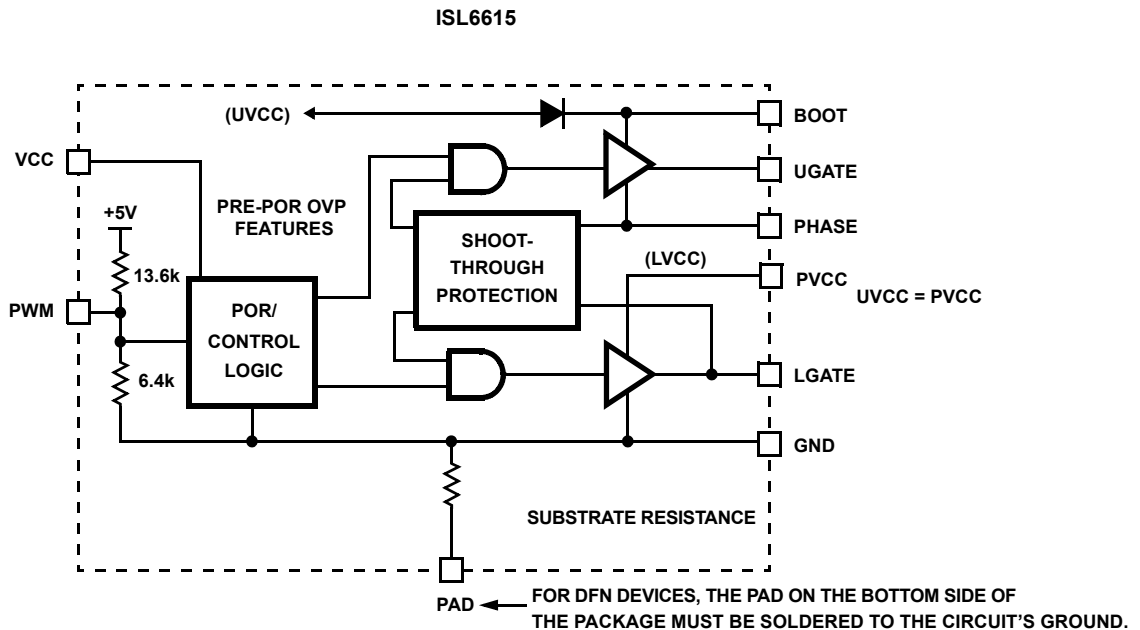 ISL6615
(UVCC)
BOOT
VCC
UGATE
+5V
PRE-POR OVP
FEATURES
PHASE
SHOOT-
THROUGH
PROTECTION
(LVCC)
13.6k
PVCC
UVCC = PVCC
PWM
POR/
CONTROL
LOGIC
6.4k
LGATE
GND
SUBSTRATE RESISTANCE
PAD
FOR DFN DEVICES, THE PAD ON THE BOTTOM SIDE OF
THE PACKAGE MUST BE SOLDERED TO THE CIRCUIT'S GROUND.